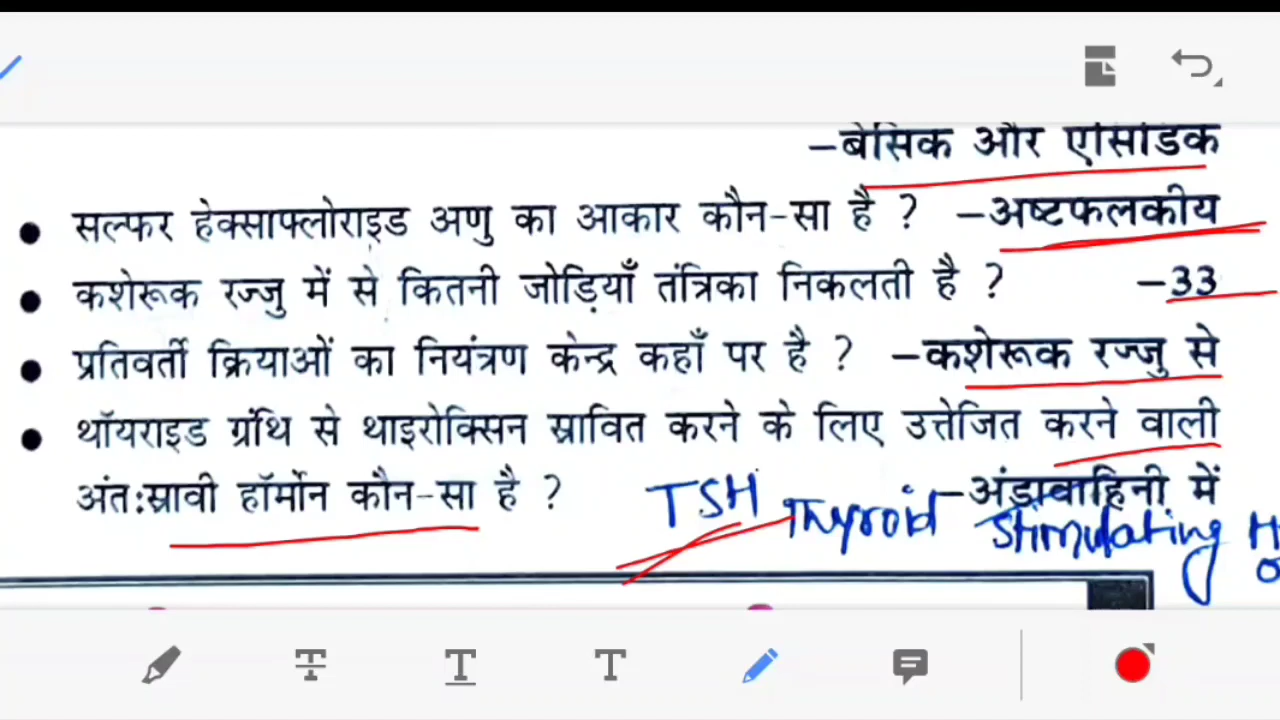 –बेसिक और एसिडिक
सल्फर हेक्साफ्लोराइड अणु का आकार कौन-सा है ? –अष्टफलकीय
कशेरूक रज्जु में से कितनी जोड़ियाँ तंत्रिका निकलती है ? –33
प्रतिवर्ती क्रियाओं का नियंत्रण केन्द्र कहाँ पर है ? –कशेरूक रज्जु से
थॉयराइड ग्रंथि से थाइरोक्सिन स्रावित करने के लिए उत्तेजित करने वाली
अंतःस्रावी हॉर्मोन कौन-सा है ? –अंडावाहिनी में
TSH Thyroid Stimulating H
T T T